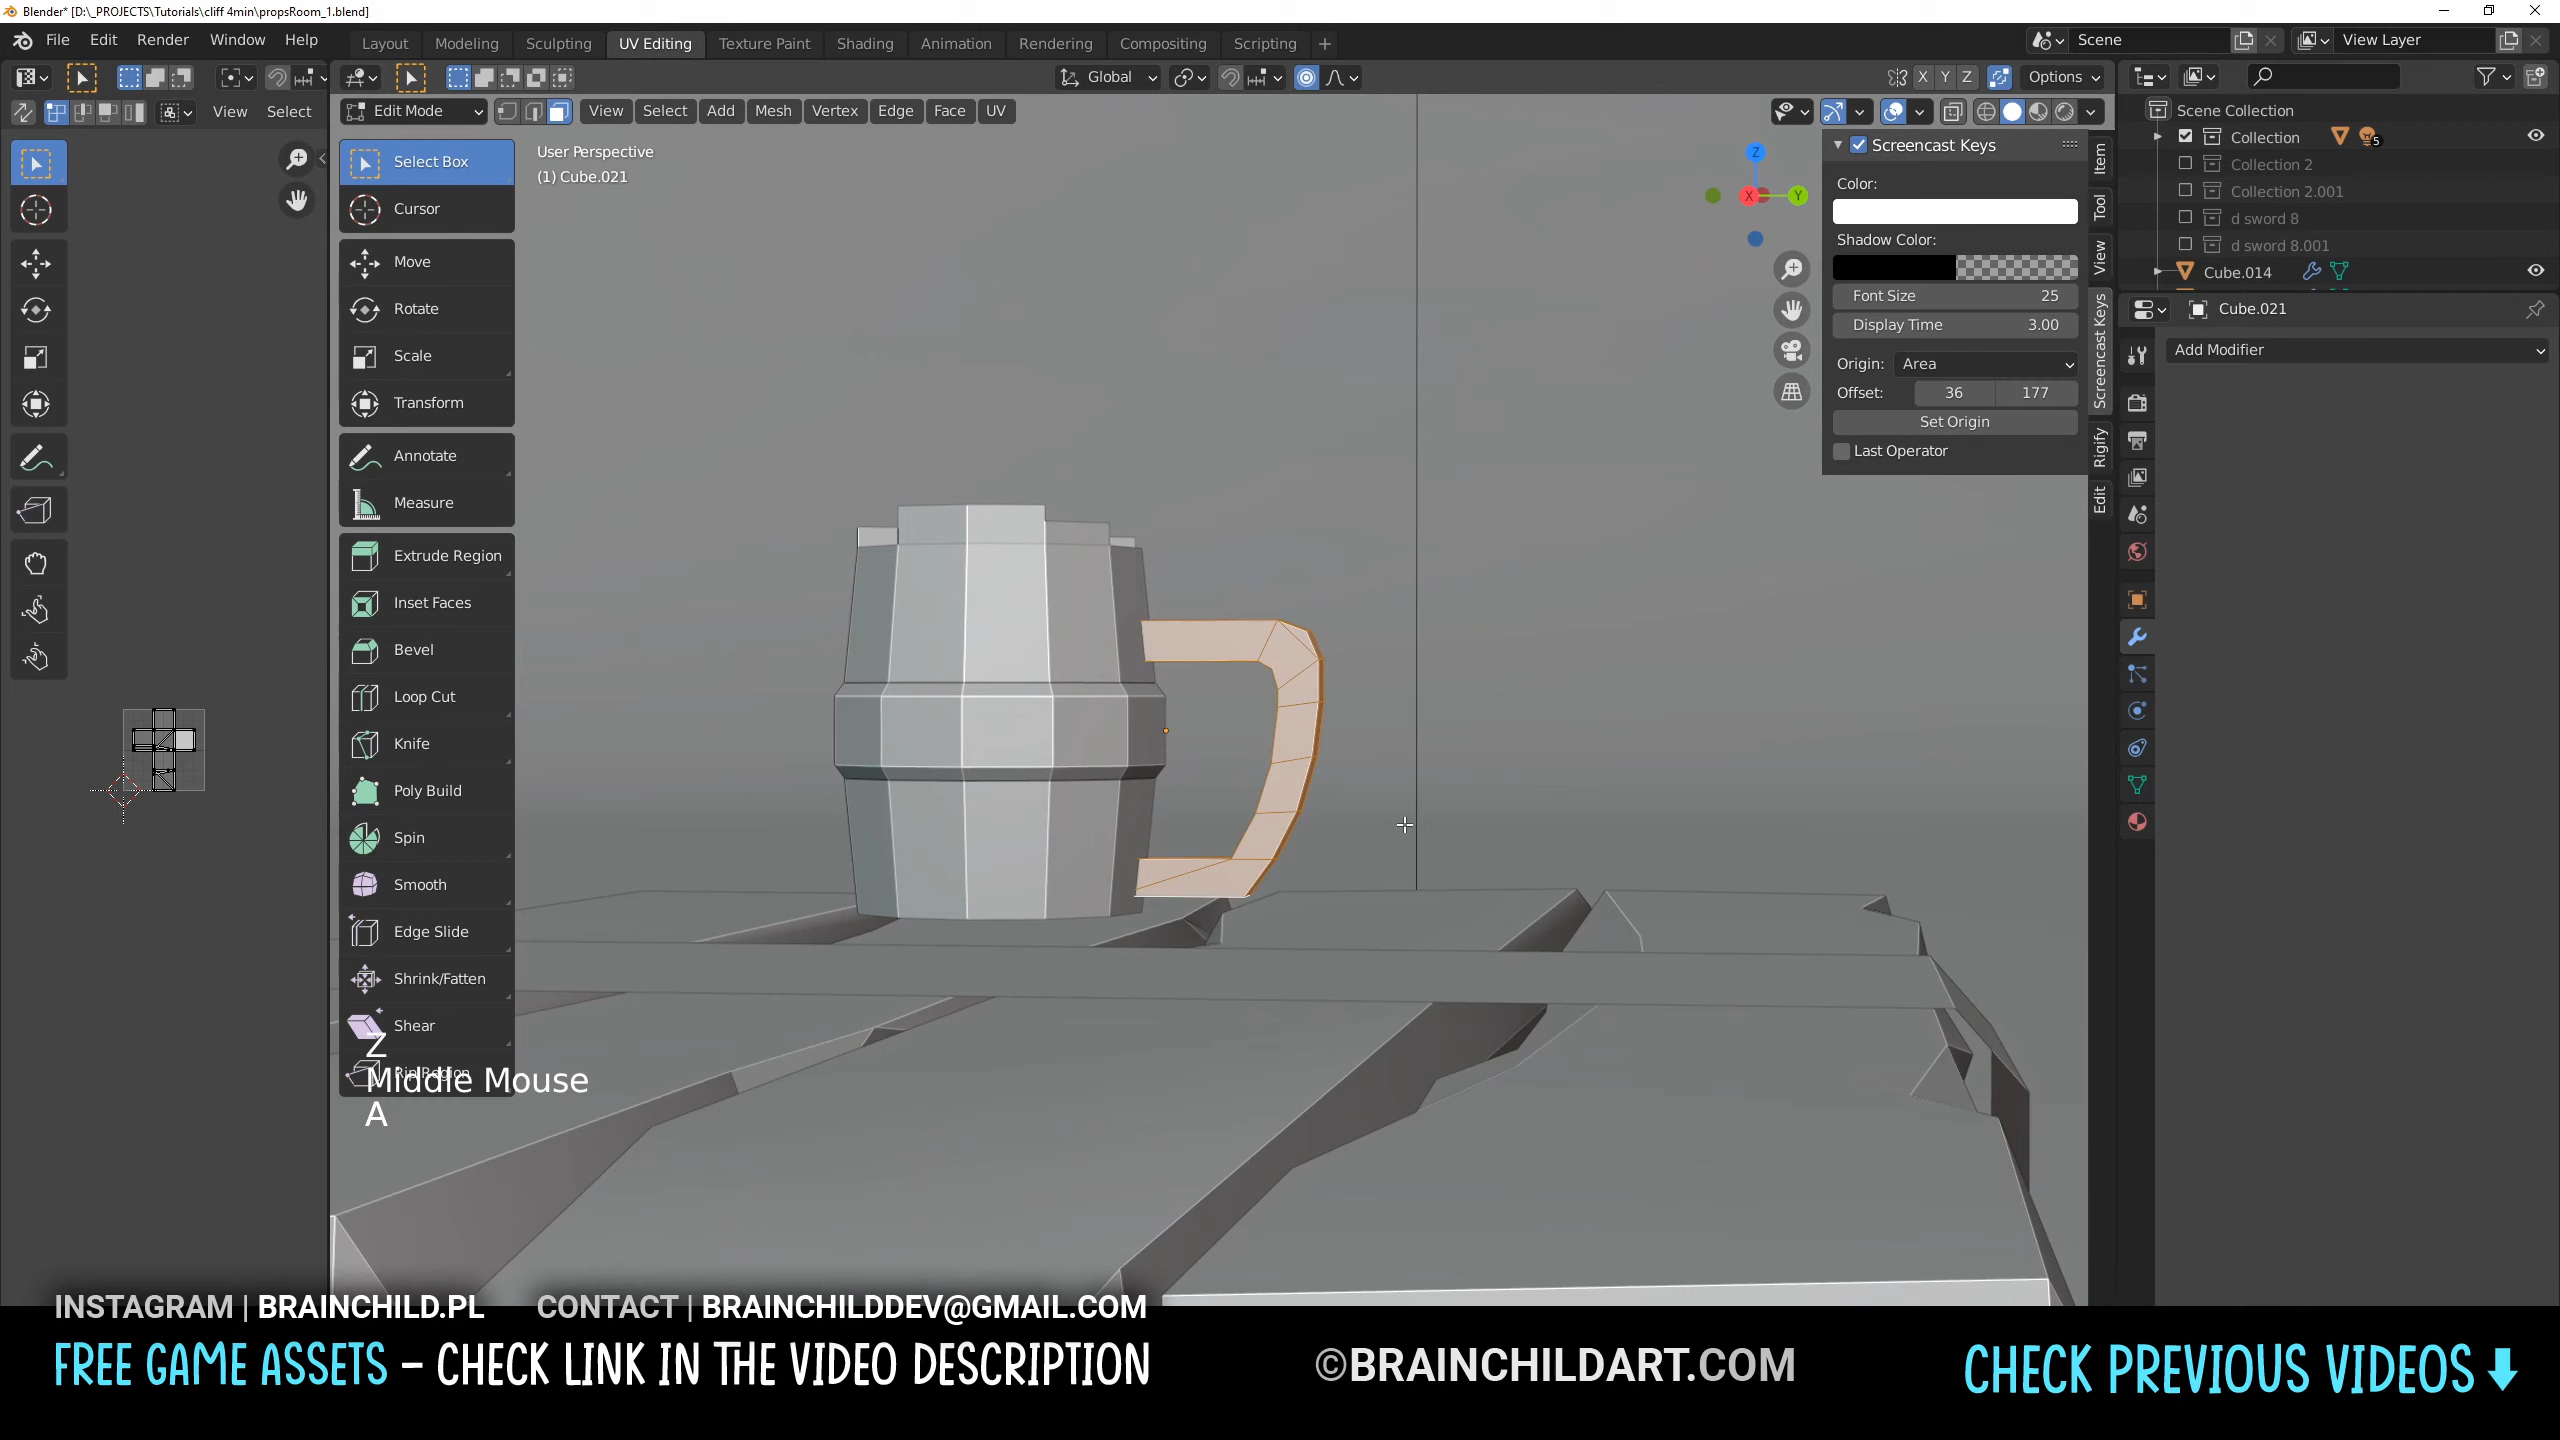 Blender* [D:\_PROJECTS\Tutorials\cliff 4min\propsRoom_1.blend]
File Edit Render Window Help Layout Modeling Sculpting UV Editing Texture Paint Shading Animation Rendering Compositing Scripting + Scene View Layer
Global X Y Z Options
View Select Edit Mode View Select Add Mesh Vertex Edge Face UV
User Perspective
(1) Cube.021
Select Box
Cursor
Move
Rotate
Scale
Transform
Annotate
Measure
Extrude Region
Inset Faces
Bevel
Loop Cut
Knife
Poly Build
Spin
Smooth
Edge Slide
Shrink/Fatten
Shear
Rip Region
Z
Middle Mouse
A
Z
X
Y
Screencast Keys
Color:
Shadow Color:
Font Size 25
Display Time 3.00
Origin: Area
Offset: 36 177
Set Origin
Last Operator
Item
Tool
View
Screencast Keys
Rigify
Edit
Scene Collection
Collection 5
Collection 2
Collection 2.001
d sword 8
d sword 8.001
Cube.014
Cube.021
Add Modifier
INSTAGRAM | BRAINCHILD.PL CONTACT | BRAINCHILDDEV@GMAIL.COM
FREE GAME ASSETS – CHECK LINK IN THE VIDEO DESCRIPTION
©BRAINCHILDART.COM
CHECK PREVIOUS VIDEOS